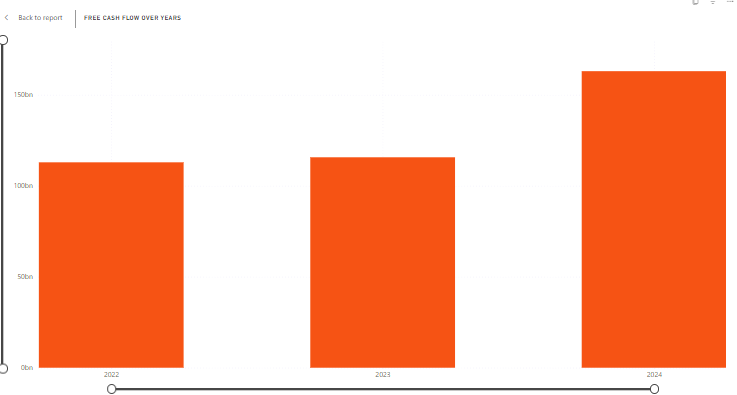 Back to report
FREE CASH FLOW OVER YEARS
150bn
100bn
50bn
0bn
2022
2023
2024